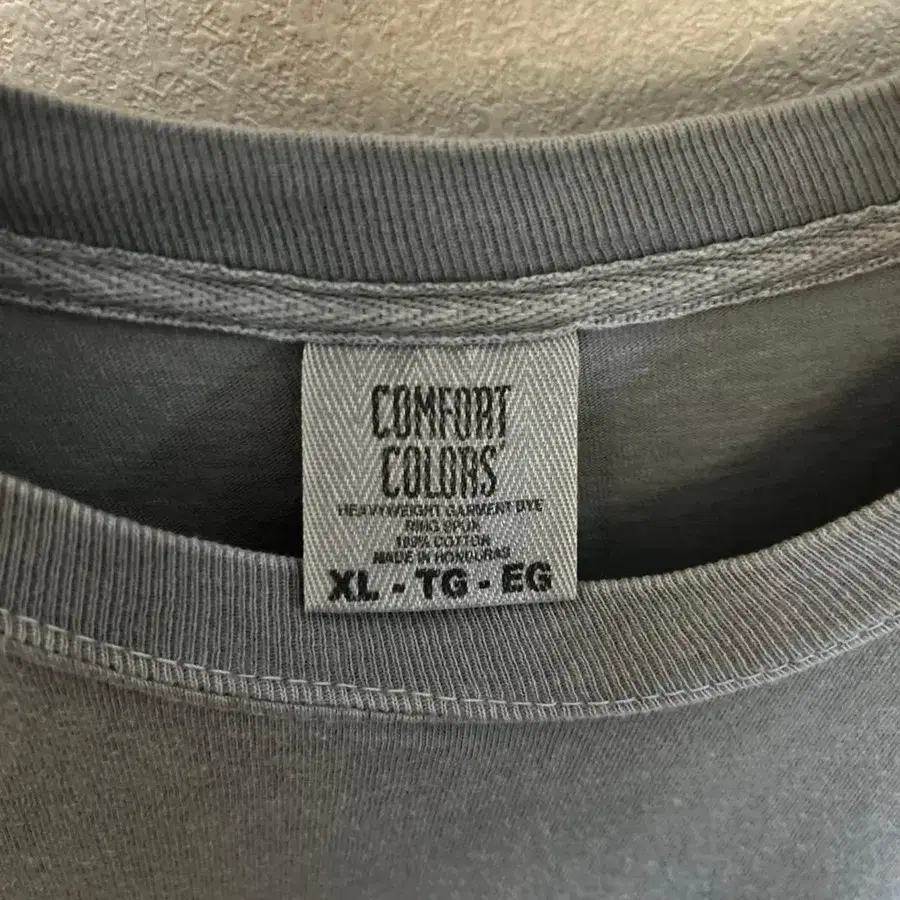 COMFORT
COLORS
HEAVYWEIGHT GARMENT DYE
RING SPUN
100% COTTON
MADE IN HONDURAS
XL - TG - EG